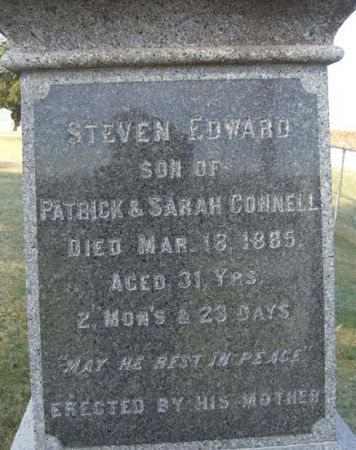 STEVEN EDWARD
SON OF
PATRICK & SARAH CONNELL
DIED MAR. 18, 1885.
AGED 31, YRS.
2, MON'S & 23 DAYS
"MAY HE REST IN PEACE"
ERECTED BY HIS MOTHER